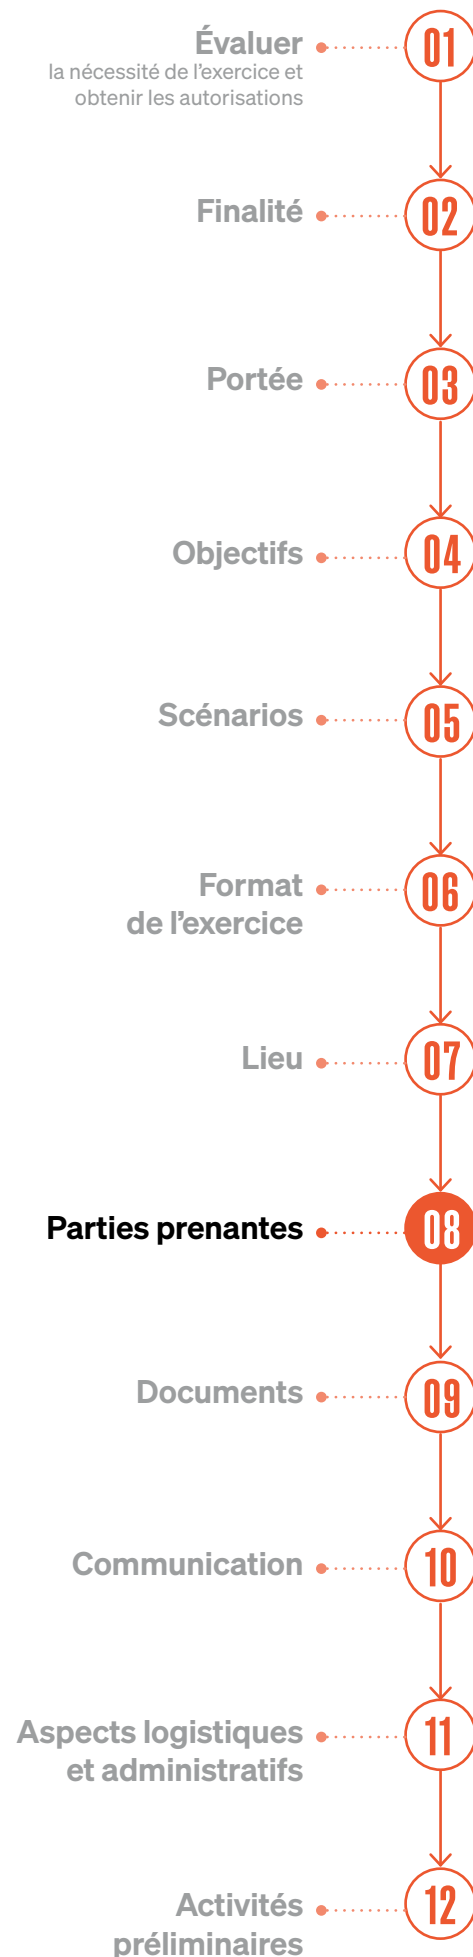 Évaluer
01
la nécessité de l'exercice et
obtenir les autorisations
Finalité
02
Portée
03
Objectifs
04
Scénarios
05
Format
de l'exercice
06
Lieu
07
Parties prenantes
08
Documents
09
Communication
10
Aspects logistiques
et administratifs
11
Activités
préliminaires
12